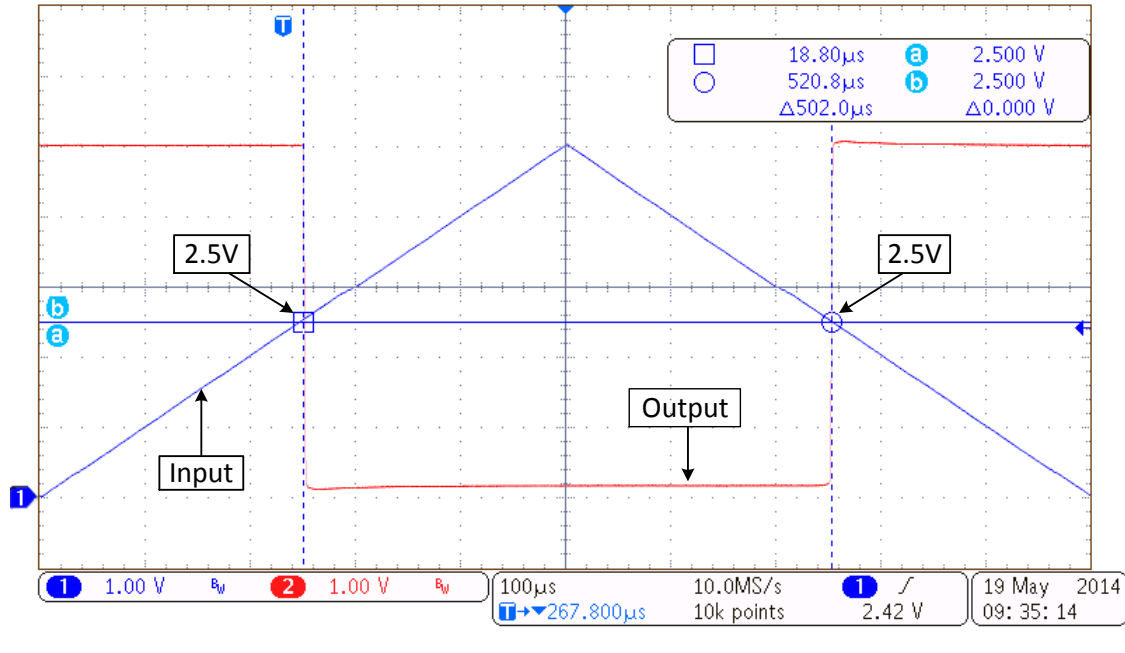 T
18.80µs a 2.500 V
520.8µs b 2.500 V
Δ502.0µs Δ0.000 V
2.5V
2.5V
b
a
Output
Input
1
1 1.00 V BW 2 1.00 V BW
100µs 10.0MS/s 1 2.42 V
T→▼267.800µs 10k points
19 May 2014
09:35:14